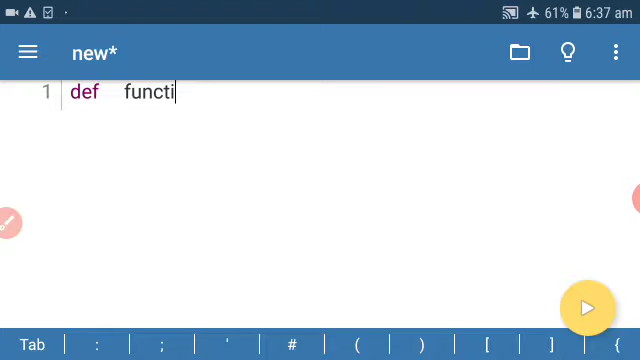 61% 6:37 am
new*
1 def functi
Tab : ; ' # ( ) [ ] {